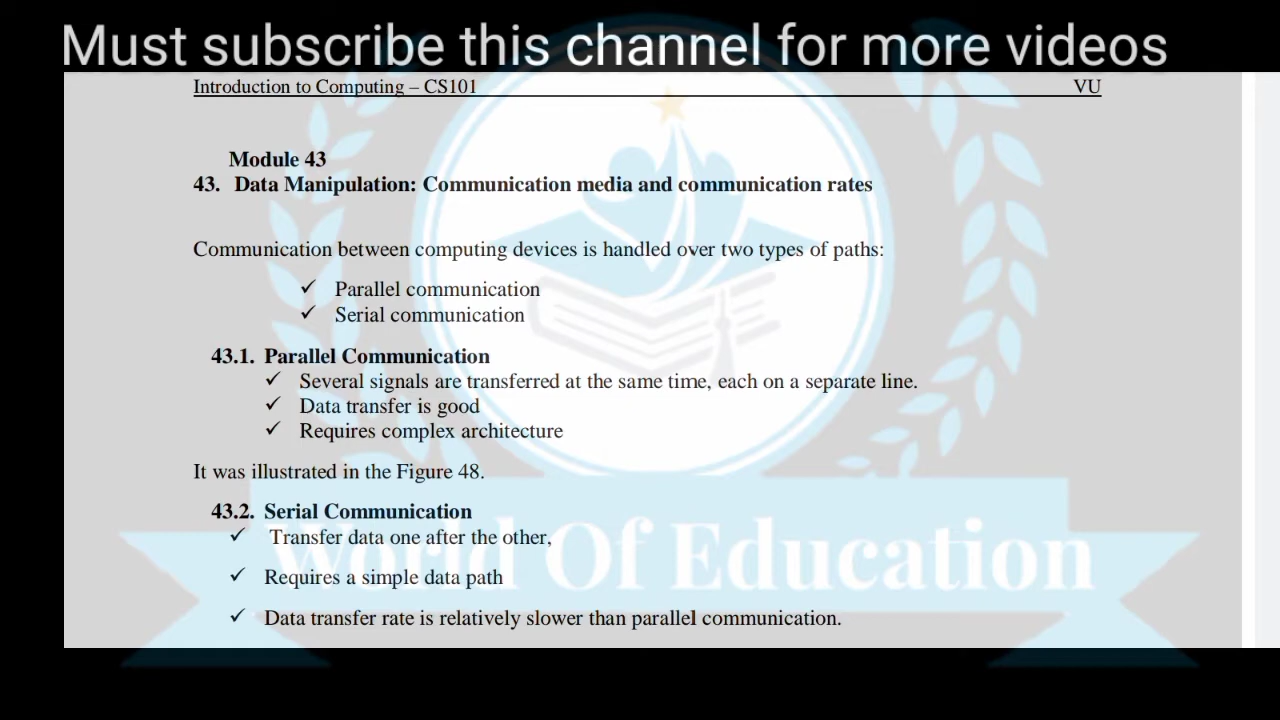 Must subscribe this channel for more videos
Introduction to Computing – CS101 VU
Module 43
43. Data Manipulation: Communication media and communication rates
Communication between computing devices is handled over two types of paths:
✓ Parallel communication
✓ Serial communication
43.1. Parallel Communication
✓ Several signals are transferred at the same time, each on a separate line.
✓ Data transfer is good
✓ Requires complex architecture
It was illustrated in the Figure 48.
43.2. Serial Communication
✓ Transfer data one after the other,
✓ Requires a simple data path
✓ Data transfer rate is relatively slower than parallel communication.
World Of Education